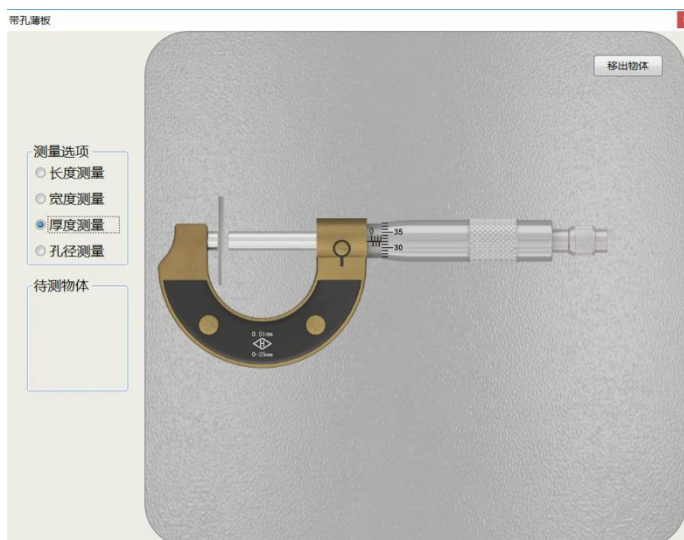 带孔薄板
移出物体
测量选项
长度测量
宽度测量
厚度测量
孔径测量
待测物体
0
35
30
0.01mm
0-25mm